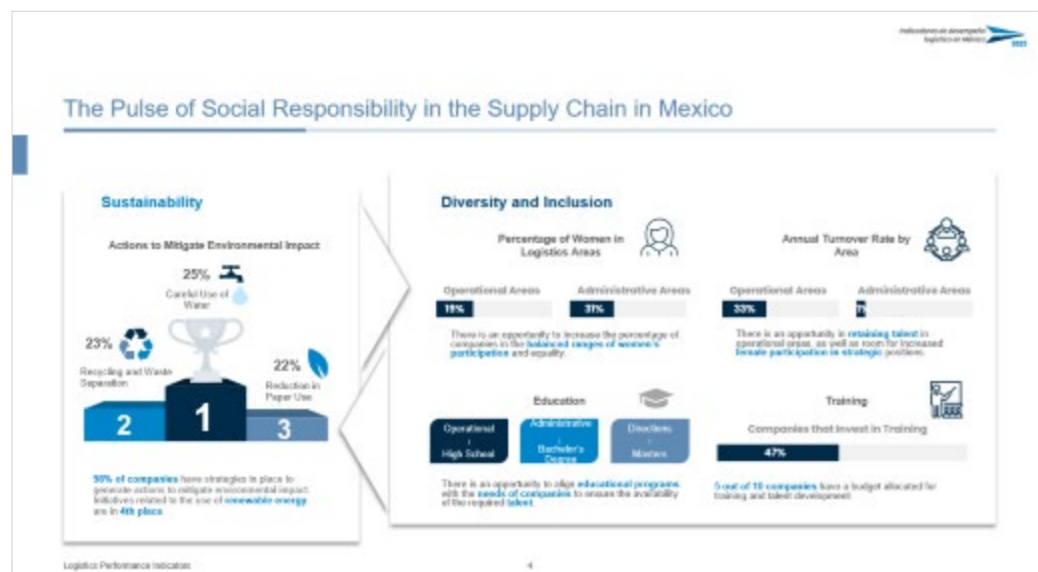 Indicadores de desempeño
logístico en México
2023
The Pulse of Social Responsibility in the Supply Chain in Mexico
Sustainability
Actions to Mitigate Environmental Impact
25%
Careful Use of
Water
23%
Recycling and Waste
Separation
22%
Reduction in
Paper Use
2
1
3
of companies have strategies in place to
generate actions to mitigate environmental impact.
Initiatives related to the use of renewable energy
are in 4th place
Diversity and Inclusion
Percentage of Women in
Logistics Areas
Operational Areas
Administrative Areas
19%
31%
There is an opportunity to increase the percentage of
companies in the balanced ranges of women's
participation and equality.
Annual Turnover Rate by
Area
Operational Areas
Administrative Areas
33%
There is an opportunity in retaining talent in
operational areas, as well as room for increased
female participation in strategic positions.
Education
Operational
High School
Administrative
Bachelor's
Degree
Directions
Masters
There is an opportunity to align educational programs
with the needs of companies to ensure the availability
of the required talent.
Training
Companies that Invest in Training
47%
5 out of 10 companies have a budget allocated for
training and talent development.
Logistics Performance Indicators
4